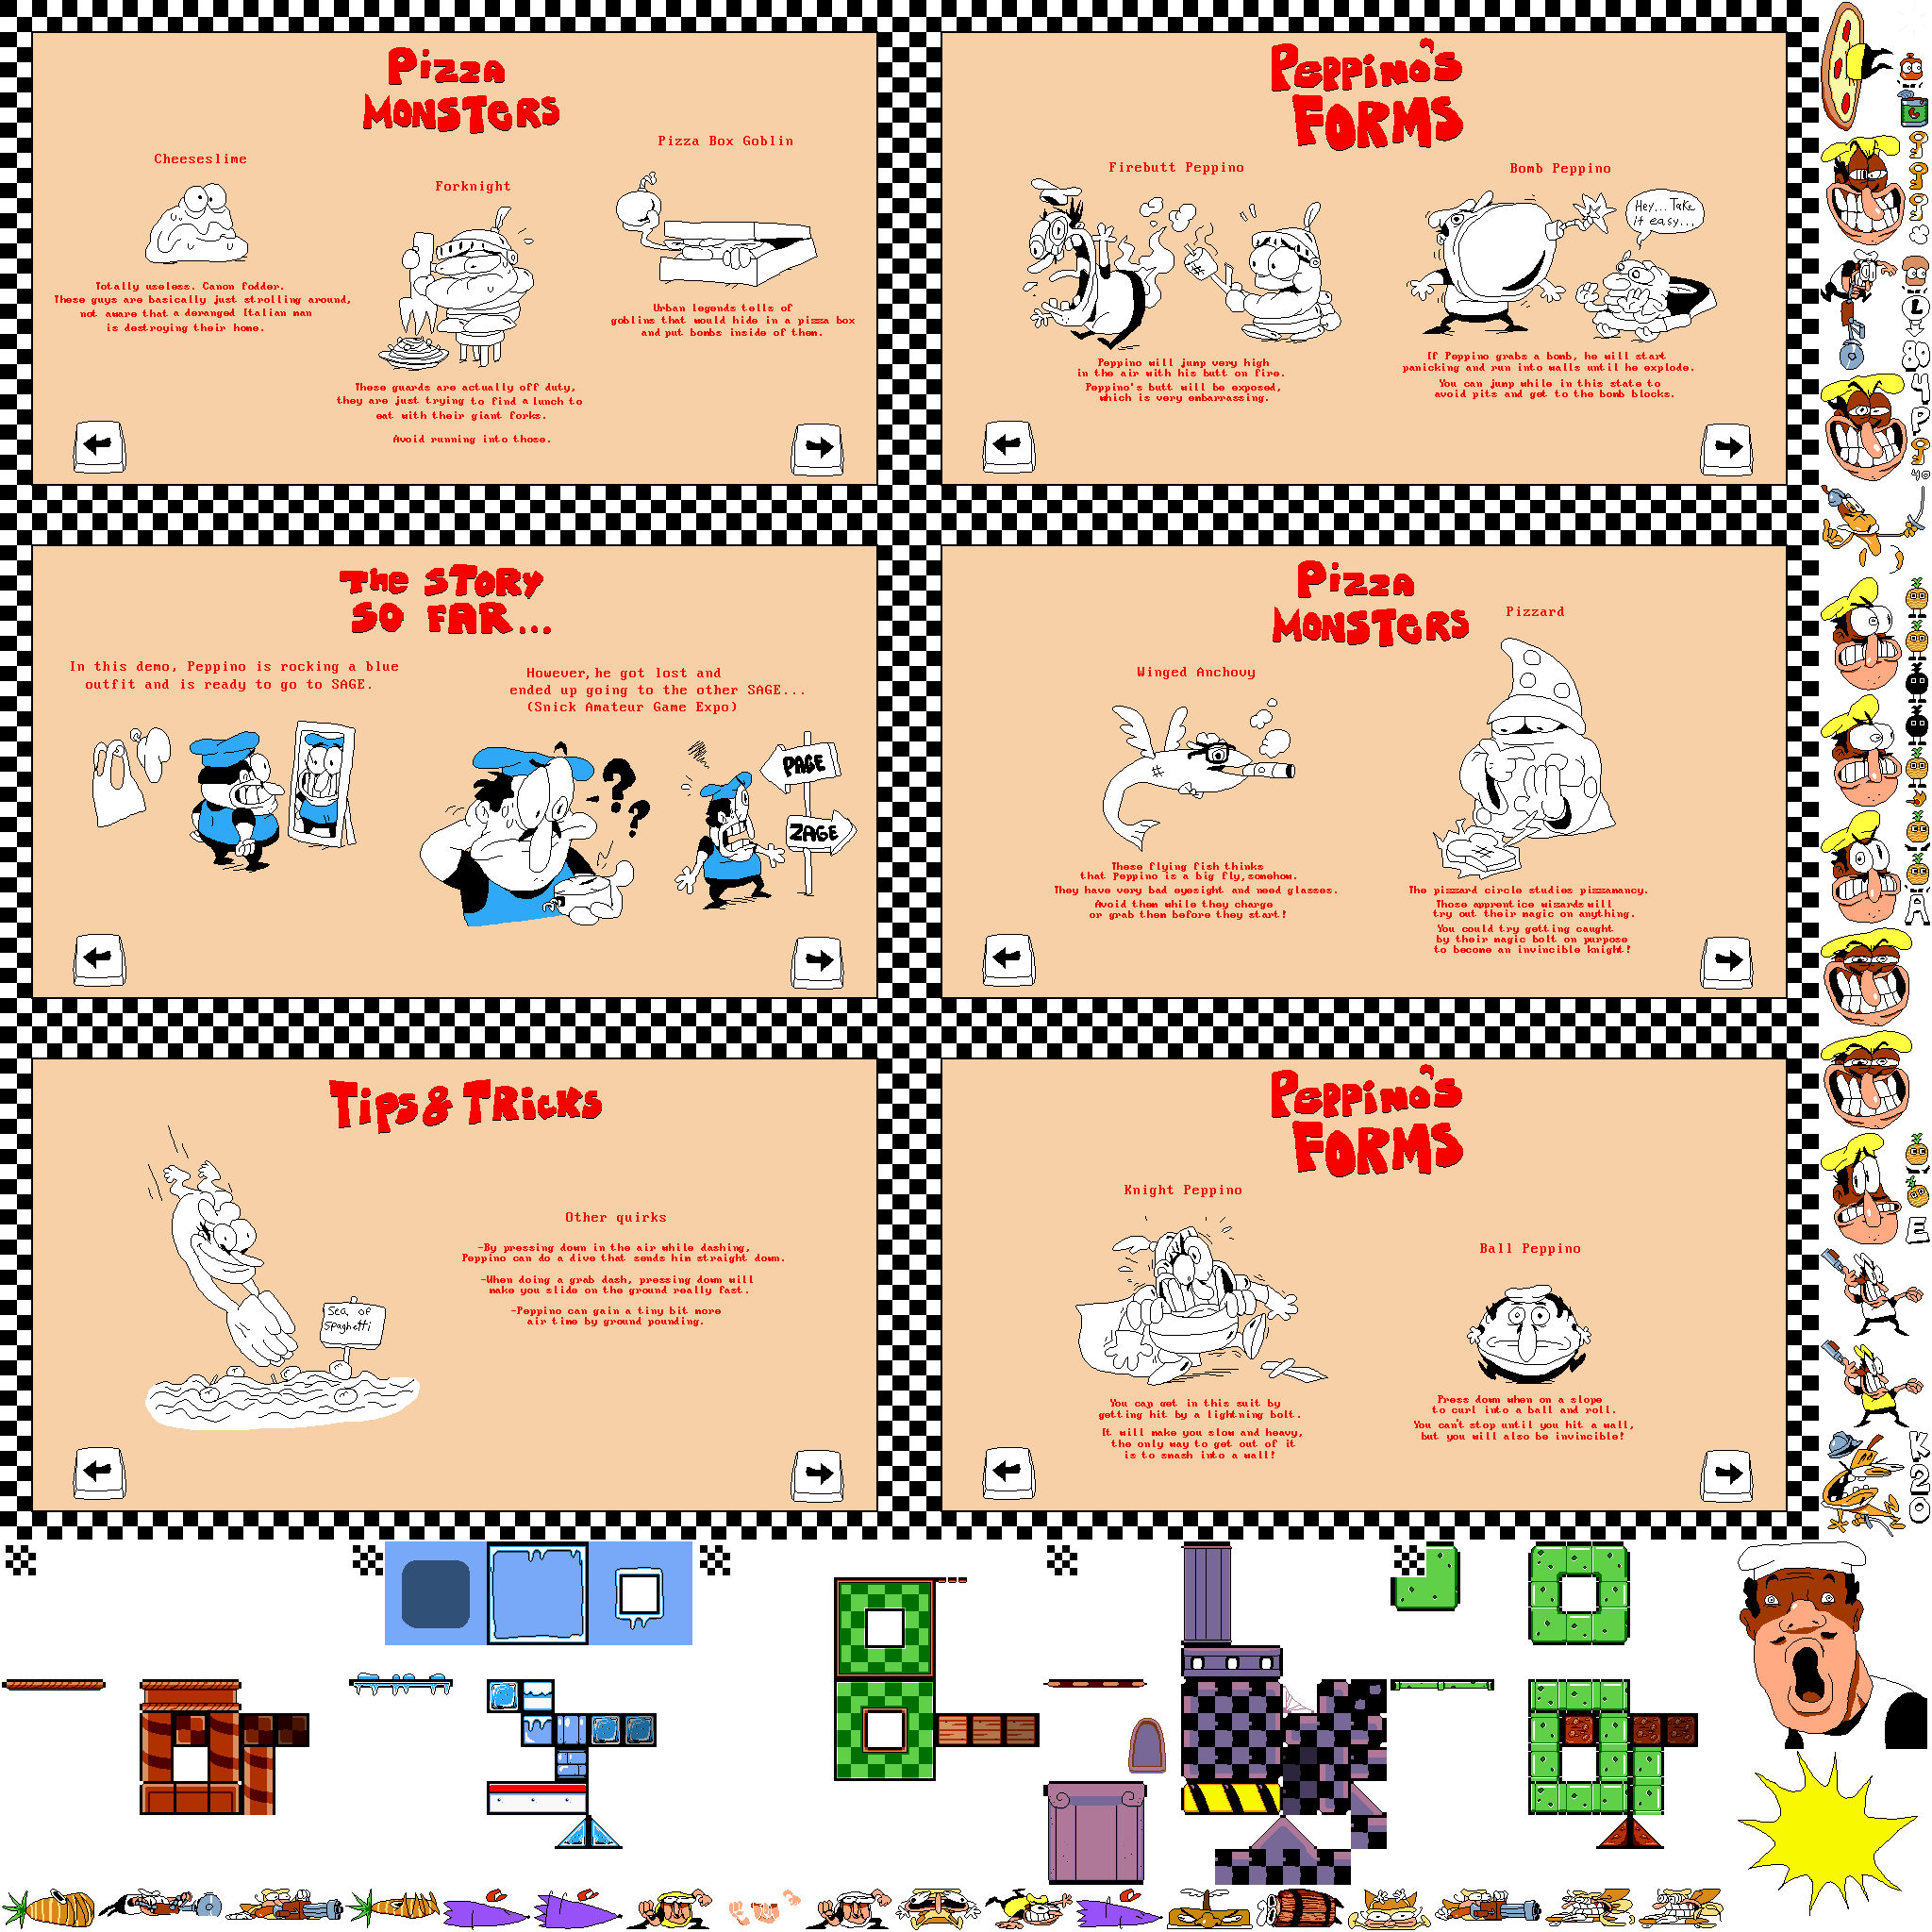 Pizza
MONSTERS
Cheeseslime
Totally useless. Canon fodder.
These guys are basically just strolling around,
not aware that a deranged Italian man
is destroying their home.
Forknight
These guards are actually off duty,
they are just trying to find a lunch to
eat with their giant forks.
Avoid running into those.
Pizza Box Goblin
Urban legends tells of
goblins that would hide in a pizza box
and put bombs inside of them.
Peppino's
FORMS
Firebutt Peppino
Peppino will jump very high
in the air with his butt on fire.
Peppino's butt will be exposed,
which is very embarrassing.
Bomb Peppino
Hey... Take
it easy...
If Peppino grabs a bomb, he will start
panicking and run into walls until he explode.
You can jump while in this state to
avoid pits and get to the bomb blocks.
The STORY
SO FAR...
In this demo, Peppino is rocking a blue
outfit and is ready to go to SAGE.
However, he got lost and
ended up going to the other SAGE...
(Snick Amateur Game Expo)
PAGE
ZAGE
Pizza
MONSTERS
Winged Anchovy
These flying fish thinks
that Peppino is a big fly, somehow.
They have very bad eyesight and need glasses.
Avoid them while they charge
or grab them before they start!
Pizzard
The pizzard circle studies pizzamancy.
Those apprentice wizards will
try out their magic on anything.
You could try getting caught
by their magic bolt on purpose
to become an invincible knight!
Tips & TRicks
Sea of
Spaghetti
Other quirks
-By pressing down in the air while dashing,
Peppino can do a dive that sends him straight down.
-When doing a grab dash, pressing down will
make you slide on the ground really fast.
-Peppino can gain a tiny bit more
air time by ground pounding.
Peppino's
FORMS
Knight Peppino
You can get in this suit by
getting hit by a lightning bolt.
It will make you slow and heavy,
the only way to get out of it
is to smash into a wall!
Ball Peppino
Press down when on a slope
to curl into a ball and roll.
You can't stop until you hit a wall,
but you will also be invincible!
L
80
4
P
40
A
E
K
2
0